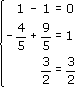 1 − 1 = 0
−4/5 + 9/5 = 1
3/2 = 3/2